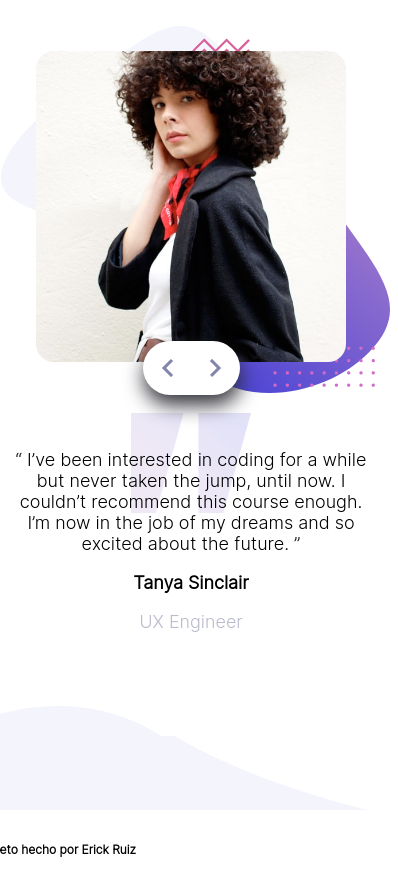 “ I’ve been interested in coding for a while
but never taken the jump, until now. I
couldn’t recommend this course enough.
I’m now in the job of my dreams and so
excited about the future. ”
Tanya Sinclair
UX Engineer
eto hecho por Erick Ruiz